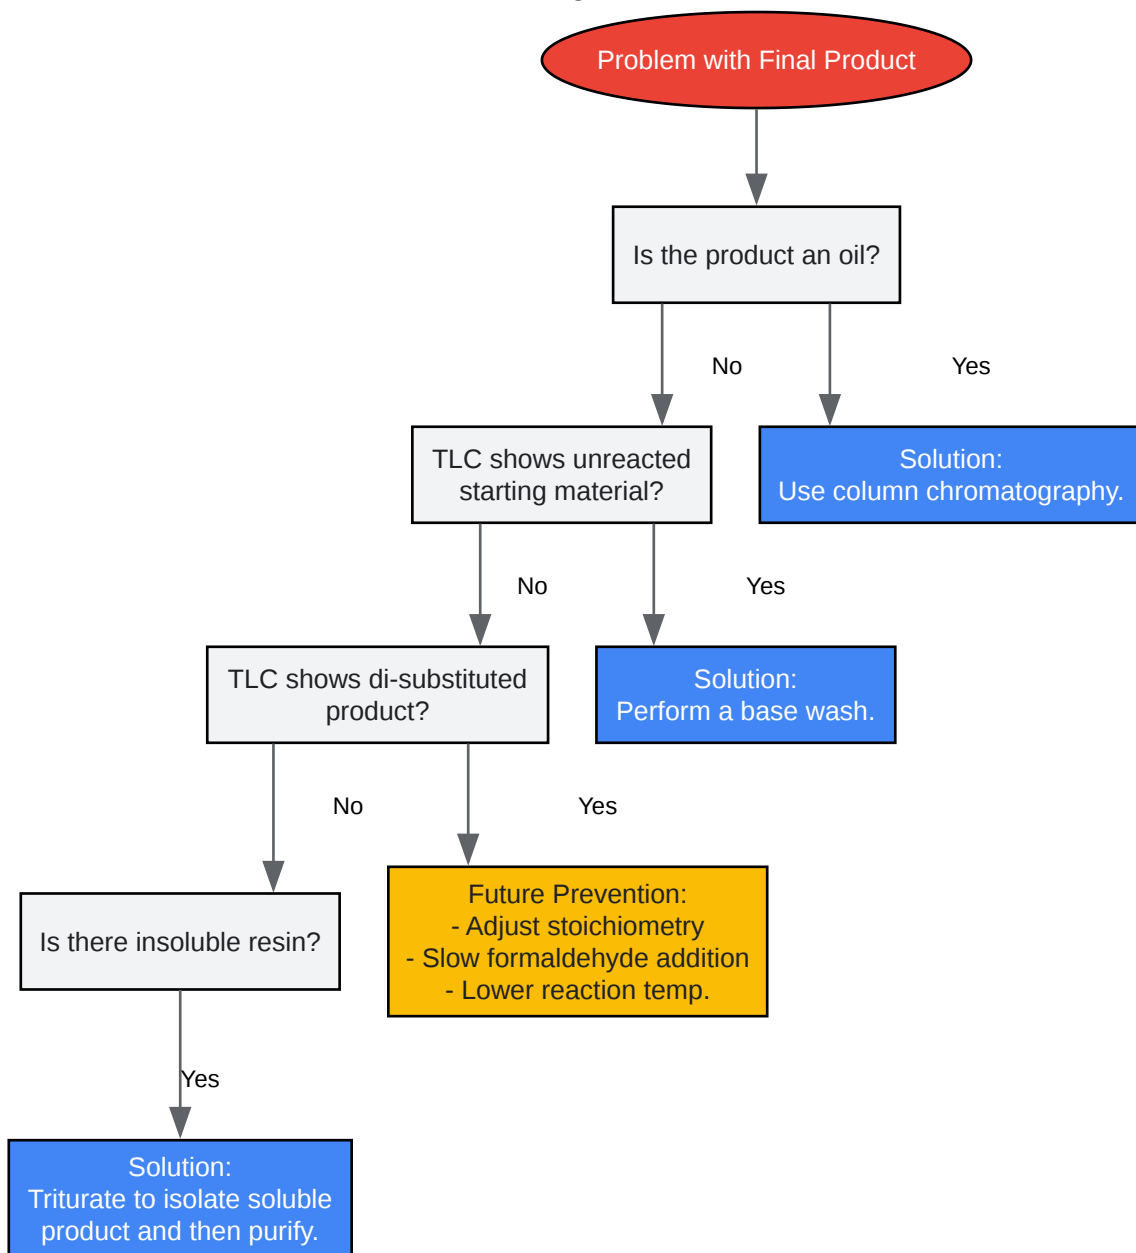 Problem with Final Product
Is the product an oil?
No
Yes
TLC shows unreacted
starting material?
Solution:
Use column chromatography.
No
Yes
TLC shows di-substituted
product?
Solution:
Perform a base wash.
No
Yes
Is there insoluble resin?
Future Prevention:
- Adjust stoichiometry
- Slow formaldehyde addition
- Lower reaction temp.
Yes
Solution:
Triturate to isolate soluble
product and then purify.